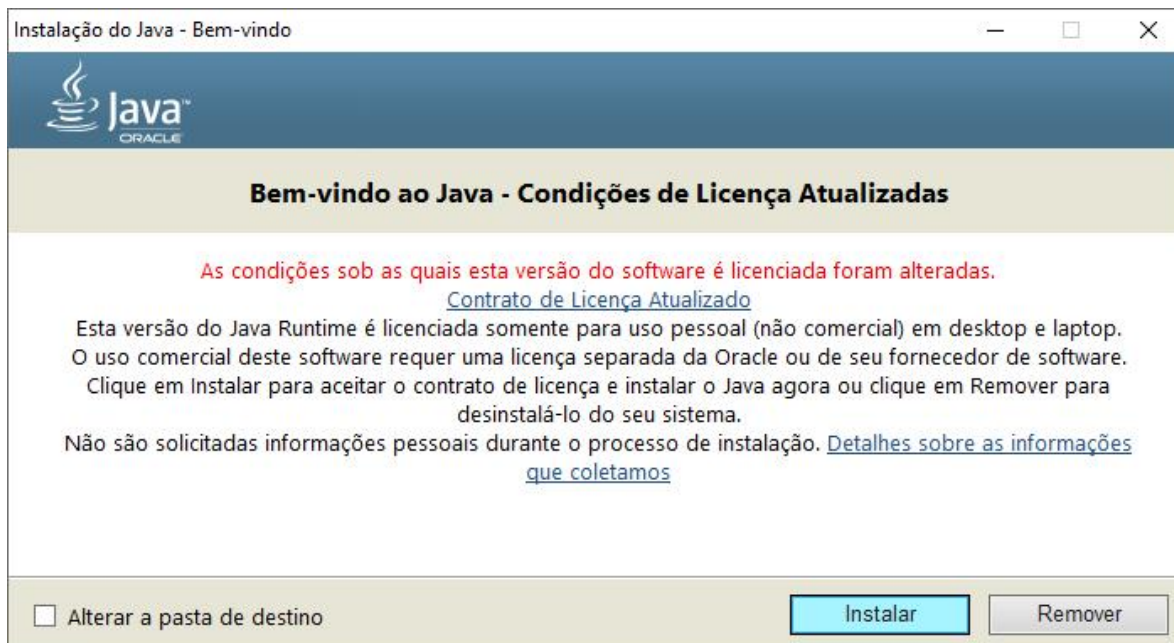 Instalação do Java - Bem-vindo
Java™
ORACLE
Bem-vindo ao Java - Condições de Licença Atualizadas
As condições sob as quais esta versão do software é licenciada foram alteradas.
Contrato de Licença Atualizado
Esta versão do Java Runtime é licenciada somente para uso pessoal (não comercial) em desktop e laptop.
O uso comercial deste software requer uma licença separada da Oracle ou de seu fornecedor de software.
Clique em Instalar para aceitar o contrato de licença e instalar o Java agora ou clique em Remover para
desinstalá-lo do seu sistema.
Não são solicitadas informações pessoais durante o processo de instalação. Detalhes sobre as informações
que coletamos
Alterar a pasta de destino
Instalar
Remover